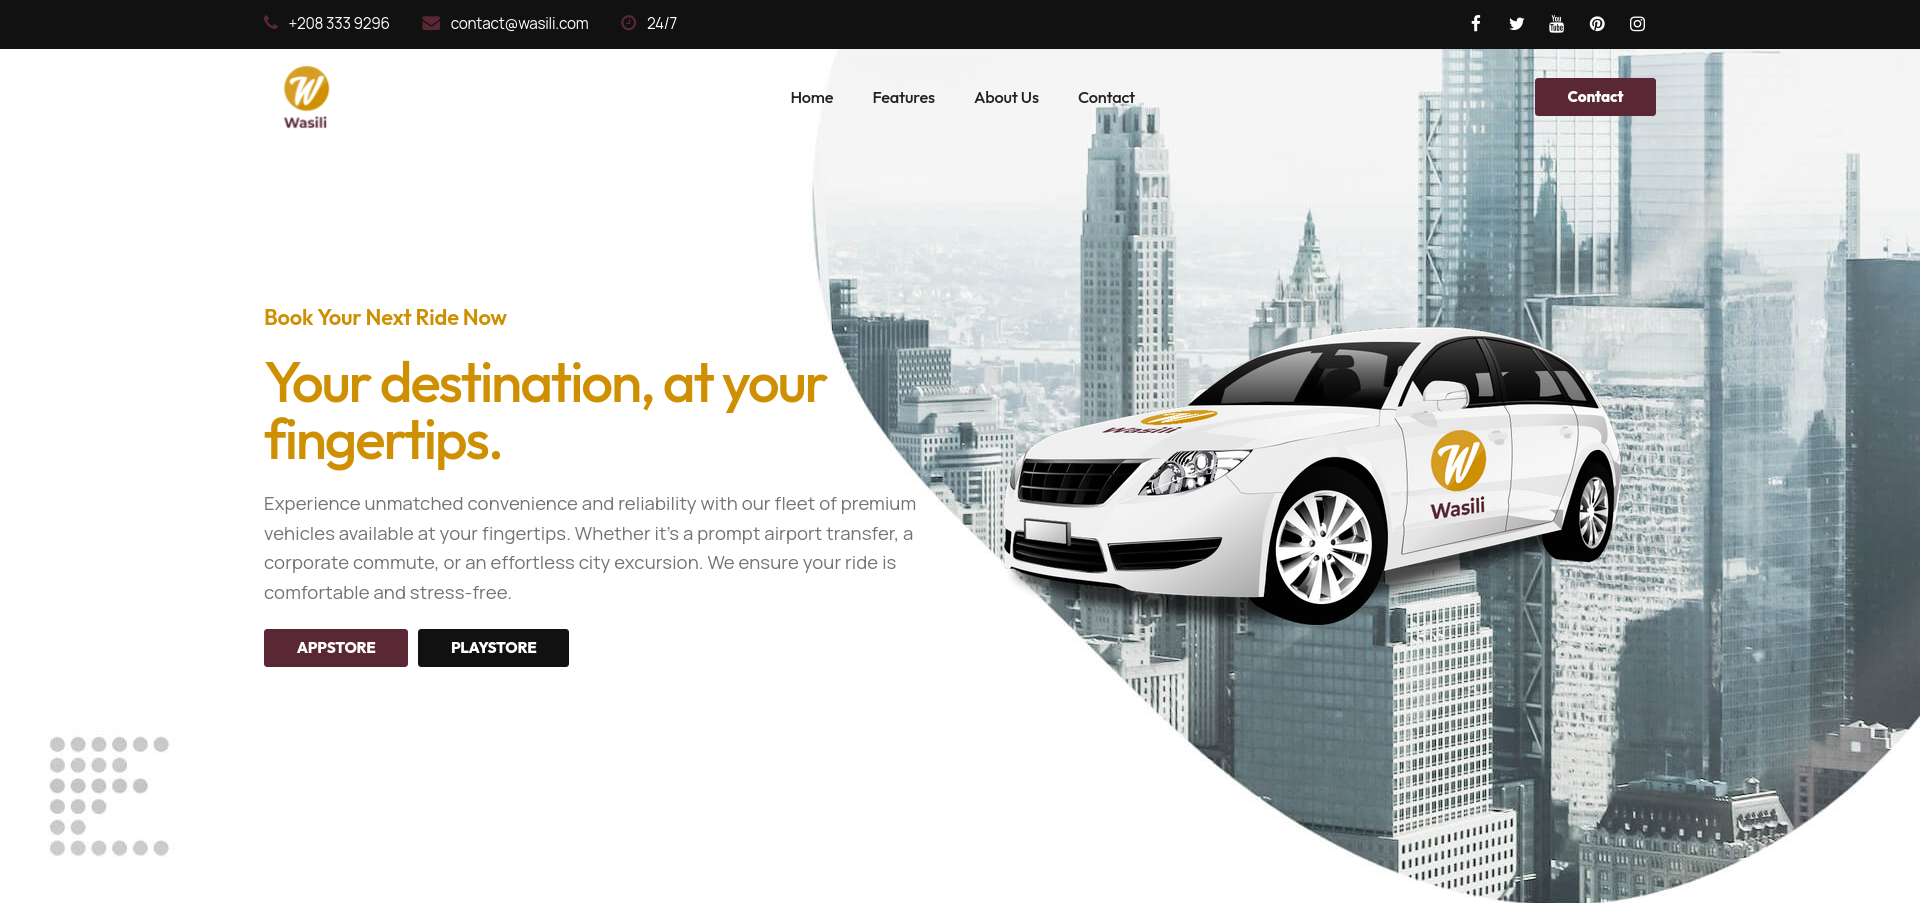 +208 333 9296 contact@wasili.com 24/7
Wasili
Home Features About Us Contact
Contact
Book Your Next Ride Now
Your destination, at your
fingertips.
Experience unmatched convenience and reliability with our fleet of premium
vehicles available at your fingertips. Whether it's a prompt airport transfer, a
corporate commute, or an effortless city excursion. We ensure your ride is
comfortable and stress-free.
APPSTORE PLAYSTORE
Wasili
Wasili